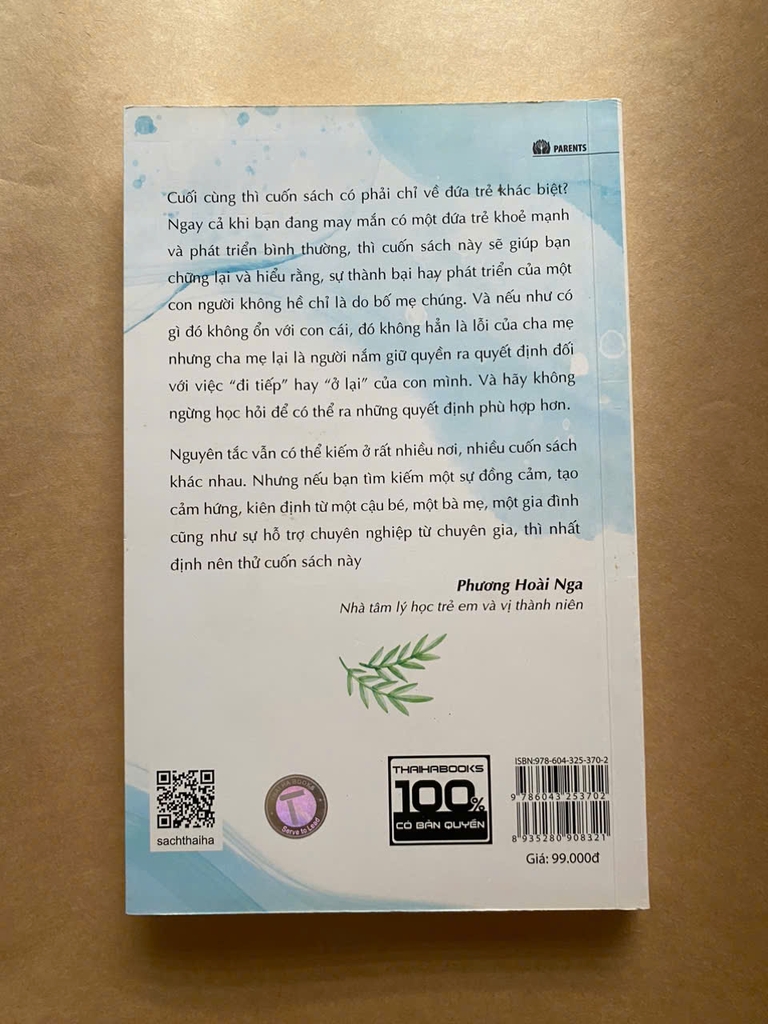 PARENTS
Cuối cùng thì cuốn sách có phải chỉ về đứa trẻ khác biệt?
Ngay cả khi bạn đang may mắn có một đứa trẻ khoẻ mạnh
và phát triển bình thường, thì cuốn sách này sẽ giúp bạn
chững lại và hiểu rằng, sự thành bại hay phát triển của một
con người không hề chỉ là do bố mẹ chúng. Và nếu như có
gì đó không ổn với con cái, đó không hẳn là lỗi của cha mẹ
nhưng cha mẹ lại là người nắm giữ quyền ra quyết định đối
với việc “đi tiếp” hay “ở lại” của con mình. Và hãy không
ngừng học hỏi để có thể ra những quyết định phù hợp hơn.
Nguyên tắc vẫn có thể kiếm ở rất nhiều nơi, nhiều cuốn sách
khác nhau. Nhưng nếu bạn tìm kiếm một sự đồng cảm, tạo
cảm hứng, kiên định từ một cậu bé, một bà mẹ, một gia đình
cũng như sự hỗ trợ chuyên nghiệp từ chuyên gia, thì nhất
định nên thử cuốn sách này
Phương Hoài Nga
Nhà tâm lý học trẻ em và vị thành niên
sachthaiha
THAI HA BOOKS
T
Serve to Lead
THAIHABOOKS
100%
CÓ BẢN QUYỀN
ISBN:978-604-325-370-2
9 786043 253702
8 935280 908321
Giá: 99.000đ